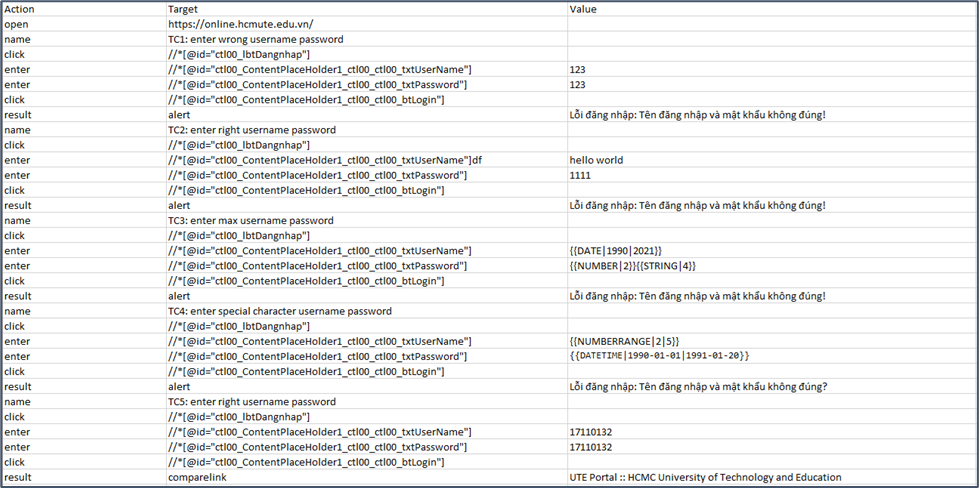 Action Target Value
open https://online.hcmute.edu.vn/
name TC1: enter wrong username password
click //*[@id="ctl00_lbtDangnhap"]
enter //*[@id="ctl00_ContentPlaceHolder1_ctl00_ctl00_txtUserName"] 123
enter //*[@id="ctl00_ContentPlaceHolder1_ctl00_ctl00_txtPassword"] 123
click //*[@id="ctl00_ContentPlaceHolder1_ctl00_ctl00_btLogin"]
result alert Lỗi đăng nhập: Tên đăng nhập và mật khẩu không đúng!
name TC2: enter right username password
click //*[@id="ctl00_lbtDangnhap"]
enter //*[@id="ctl00_ContentPlaceHolder1_ctl00_ctl00_txtUserName"]df hello world
enter //*[@id="ctl00_ContentPlaceHolder1_ctl00_ctl00_txtPassword"] 1111
click //*[@id="ctl00_ContentPlaceHolder1_ctl00_ctl00_btLogin"]
result alert Lỗi đăng nhập: Tên đăng nhập và mật khẩu không đúng!
name TC3: enter max username password
click //*[@id="ctl00_lbtDangnhap"]
enter //*[@id="ctl00_ContentPlaceHolder1_ctl00_ctl00_txtUserName"] {{DATE|1990|2021}}
enter //*[@id="ctl00_ContentPlaceHolder1_ctl00_ctl00_txtPassword"] {{NUMBER|2}}{{STRING|4}}
click //*[@id="ctl00_ContentPlaceHolder1_ctl00_ctl00_btLogin"]
result alert Lỗi đăng nhập: Tên đăng nhập và mật khẩu không đúng!
name TC4: enter special character username password
click //*[@id="ctl00_lbtDangnhap"]
enter //*[@id="ctl00_ContentPlaceHolder1_ctl00_ctl00_txtUserName"] {{NUMBERRANGE|2|5}}
enter //*[@id="ctl00_ContentPlaceHolder1_ctl00_ctl00_txtPassword"] {{DATETIME|1990-01-01|1991-01-20}}
click //*[@id="ctl00_ContentPlaceHolder1_ctl00_ctl00_btLogin"]
result alert Lỗi đăng nhập: Tên đăng nhập và mật khẩu không đúng?
name TC5: enter right username password
click //*[@id="ctl00_lbtDangnhap"]
enter //*[@id="ctl00_ContentPlaceHolder1_ctl00_ctl00_txtUserName"] 17110132
enter //*[@id="ctl00_ContentPlaceHolder1_ctl00_ctl00_txtPassword"] 17110132
click //*[@id="ctl00_ContentPlaceHolder1_ctl00_ctl00_btLogin"]
result comparelink UTE Portal :: HCMC University of Technology and Education